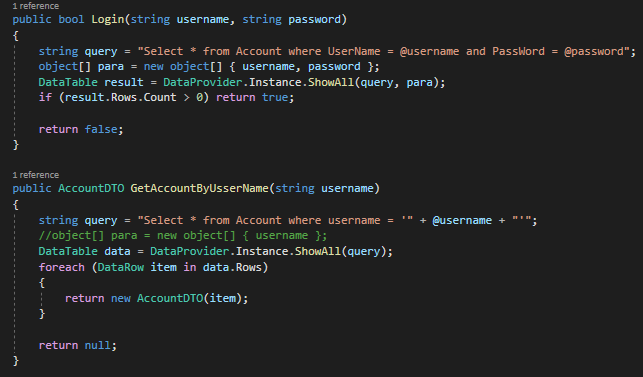 1 reference
public bool Login(string username, string password)
{
string query = "Select * from Account where UserName = @username and PassWord = @password";
object[] para = new object[] { username, password };
DataTable result = DataProvider.Instance.ShowAll(query, para);
if (result.Rows.Count > 0) return true;
return false;
}
1 reference
public AccountDTO GetAccountByUsserName(string username)
{
string query = "Select * from Account where username = '" + @username + "'";
//object[] para = new object[] { username };
DataTable data = DataProvider.Instance.ShowAll(query);
foreach (DataRow item in data.Rows)
{
return new AccountDTO(item);
}
return null;
}